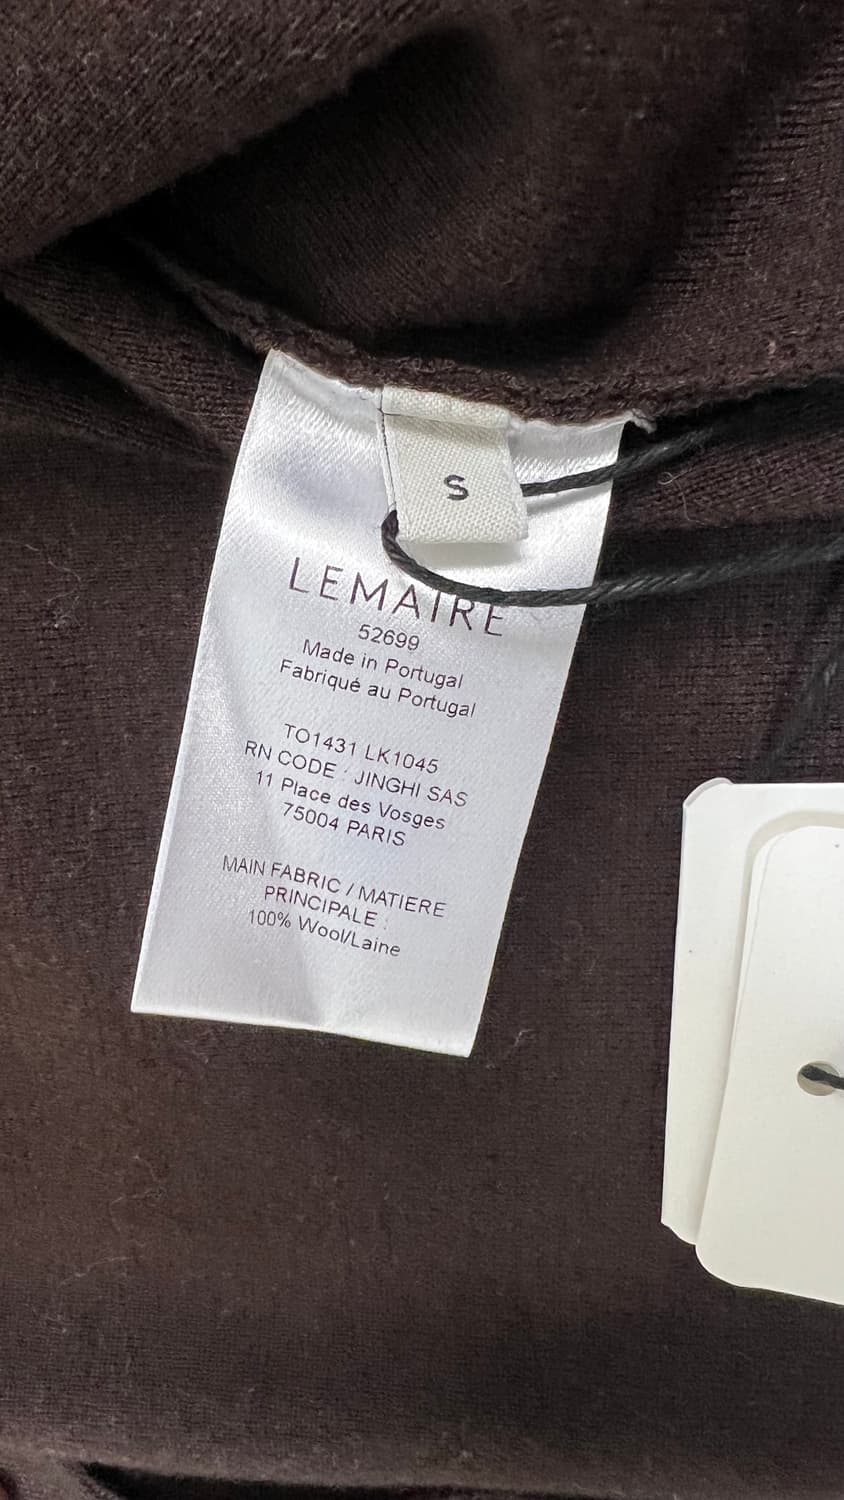 S
LEMAIRE
52699
Made in Portugal
Fabriqué au Portugal
TO1431 LK1045
RN CODE : JINGHI SAS
11 Place des Vosges
75004 PARIS
MAIN FABRIC / MATIERE
PRINCIPALE :
100% Wool/Laine